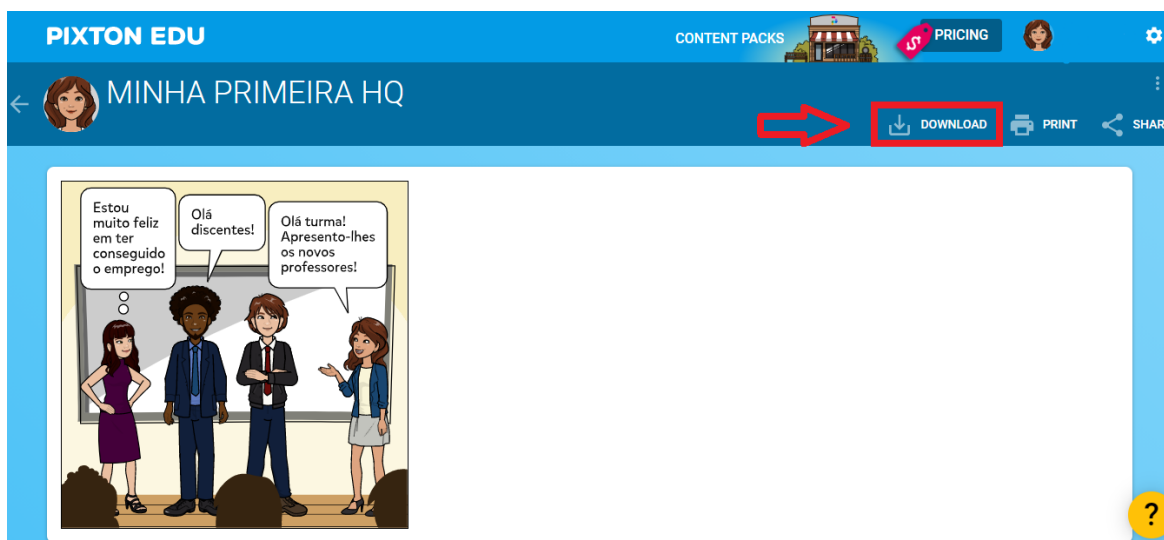 PIXTON EDU
CONTENT PACKS
$
PRICING
MINHA PRIMEIRA HQ
DOWNLOAD
PRINT
SHAR
Estou
muito feliz
em ter
conseguido
o emprego!
Olá
discentes!
Olá turma!
Apresento-lhes
os novos
professores!
?